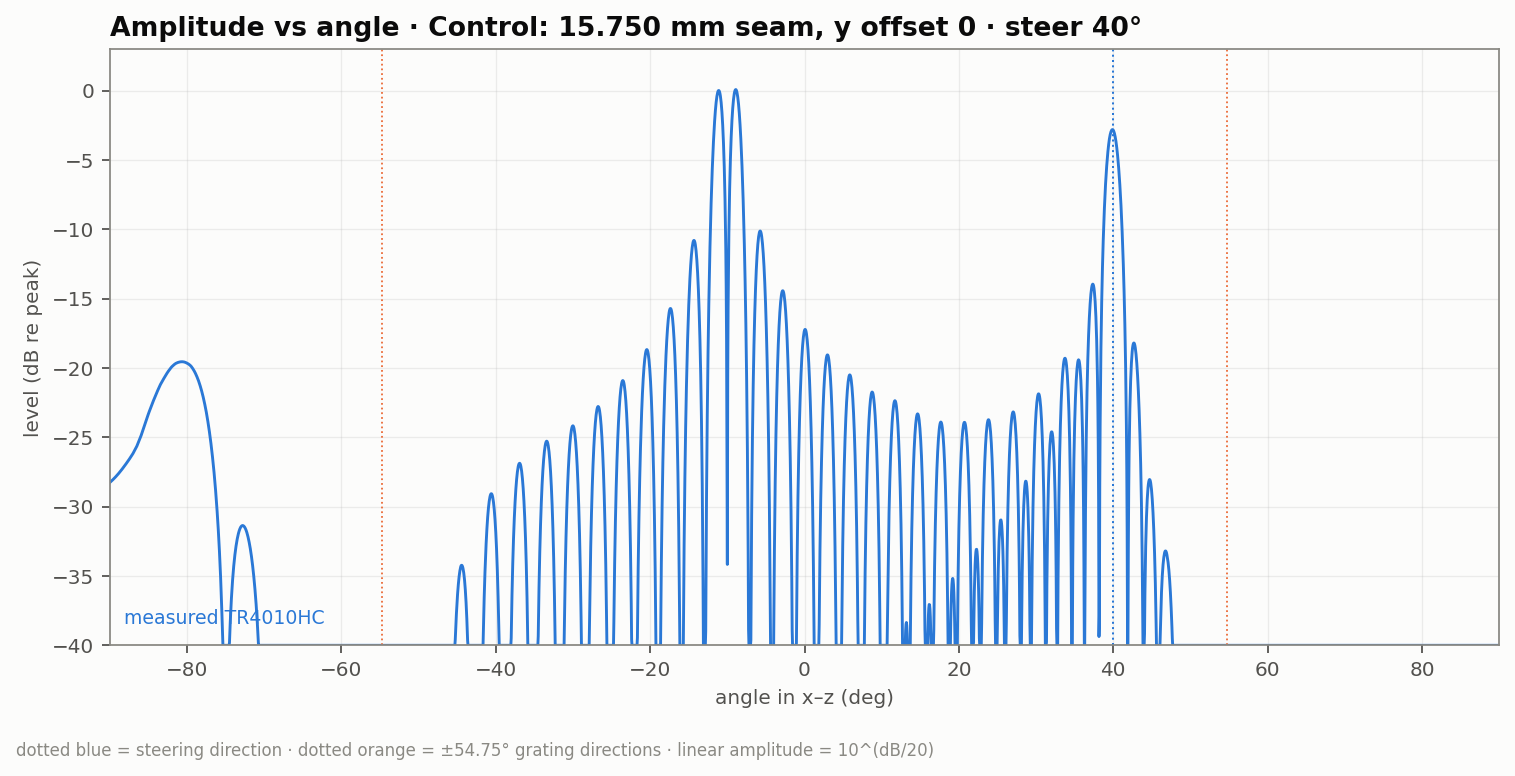 Amplitude vs angle · Control: 15.750 mm seam, y offset 0 · steer 40°
level (dB re peak)
0
−5
−10
−15
−20
−25
−30
−35
−40
measured TR4010HC
−80 −60 −40 −20 0 20 40 60 80
angle in x–z (deg)
dotted blue = steering direction · dotted orange = ±54.75° grating directions · linear amplitude = 10^(dB/20)